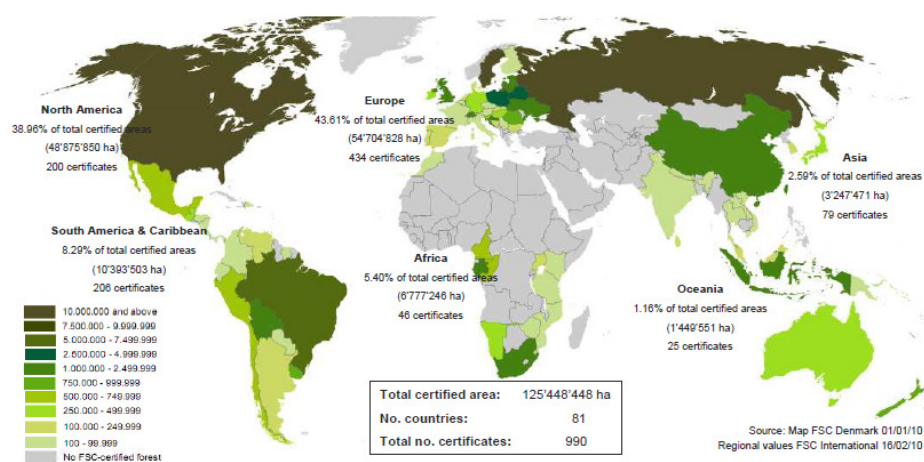 North America
38.96% of total certified areas
(48'875'850 ha)
200 certificates
Europe
43.61% of total certified areas
(54'704'828 ha)
434 certificates
Asia
2.59% of total certified areas
(3'247'471 ha)
79 certificates
South America & Caribbean
8.29% of total certified areas
(10'393'503 ha)
206 certificates
Africa
5.40% of total certified areas
(6'777'246 ha)
46 certificates
Oceania
1.16% of total certified areas
(1'449'551 ha)
25 certificates
10.000.000 and above
7.500.000 - 9.999.999
5.000.000 - 7.499.999
2.500.000 - 4.999.999
1.000.000 - 2.499.999
750.000 - 999.999
500.000 - 749.999
250.000 - 499.999
100.000 - 249.999
100 - 99.999
No FSC-certified forest
Total certified area: 125'448'448 ha
No. countries: 81
Total no. certificates: 990
Source: Map FSC Denmark 01/01/10
Regional values FSC International 16/02/10